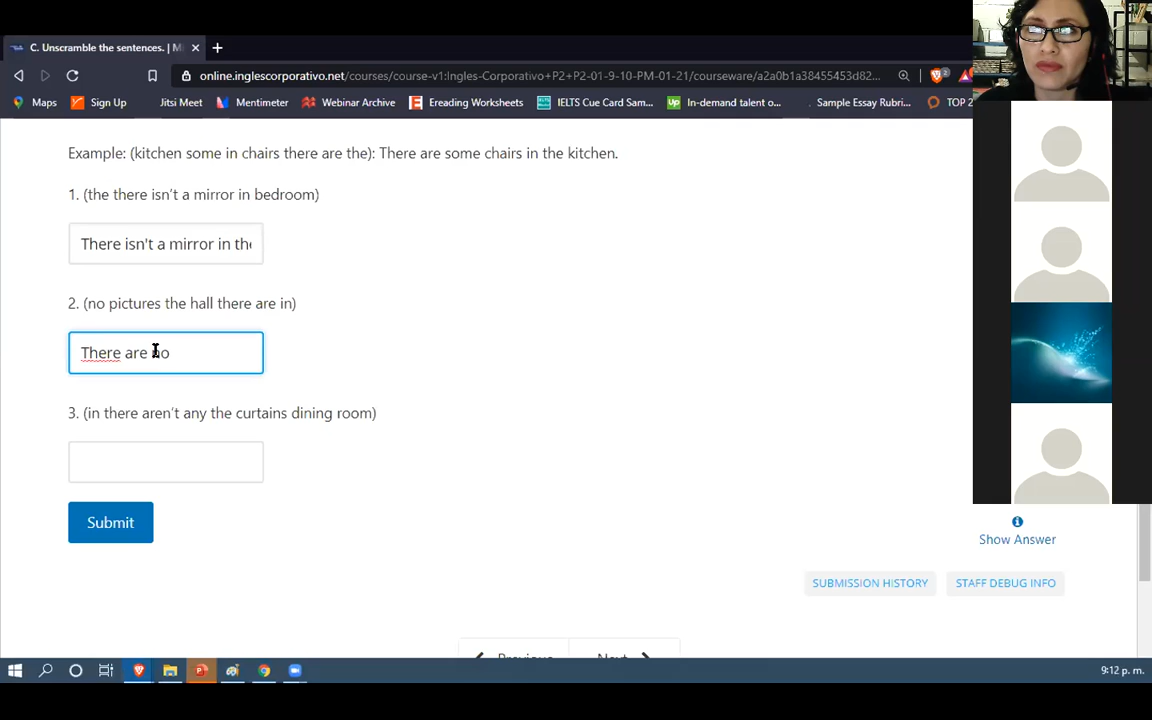 C. Unscramble the sentences. | M
online.inglescorporativo.net/courses/course-v1:Ingles-Corporativo+P2+P2-01-9-10-PM-01-21/courseware/a2a0b1a38455453d82...
2
Maps Sign Up Jitsi Meet Mentimeter Webinar Archive Ereading Worksheets IELTS Cue Card Sam... In-demand talent o... Sample Essay Rubri... TOP 2
Example: (kitchen some in chairs there are the): There are some chairs in the kitchen.
1. (the there isn't a mirror in bedroom)
There isn't a mirror in the
2. (no pictures the hall there are in)
There are no
3. (in there aren't any the curtains dining room)
Submit
Show Answer
SUBMISSION HISTORY STAFF DEBUG INFO
Previous Next
9:12 p. m.